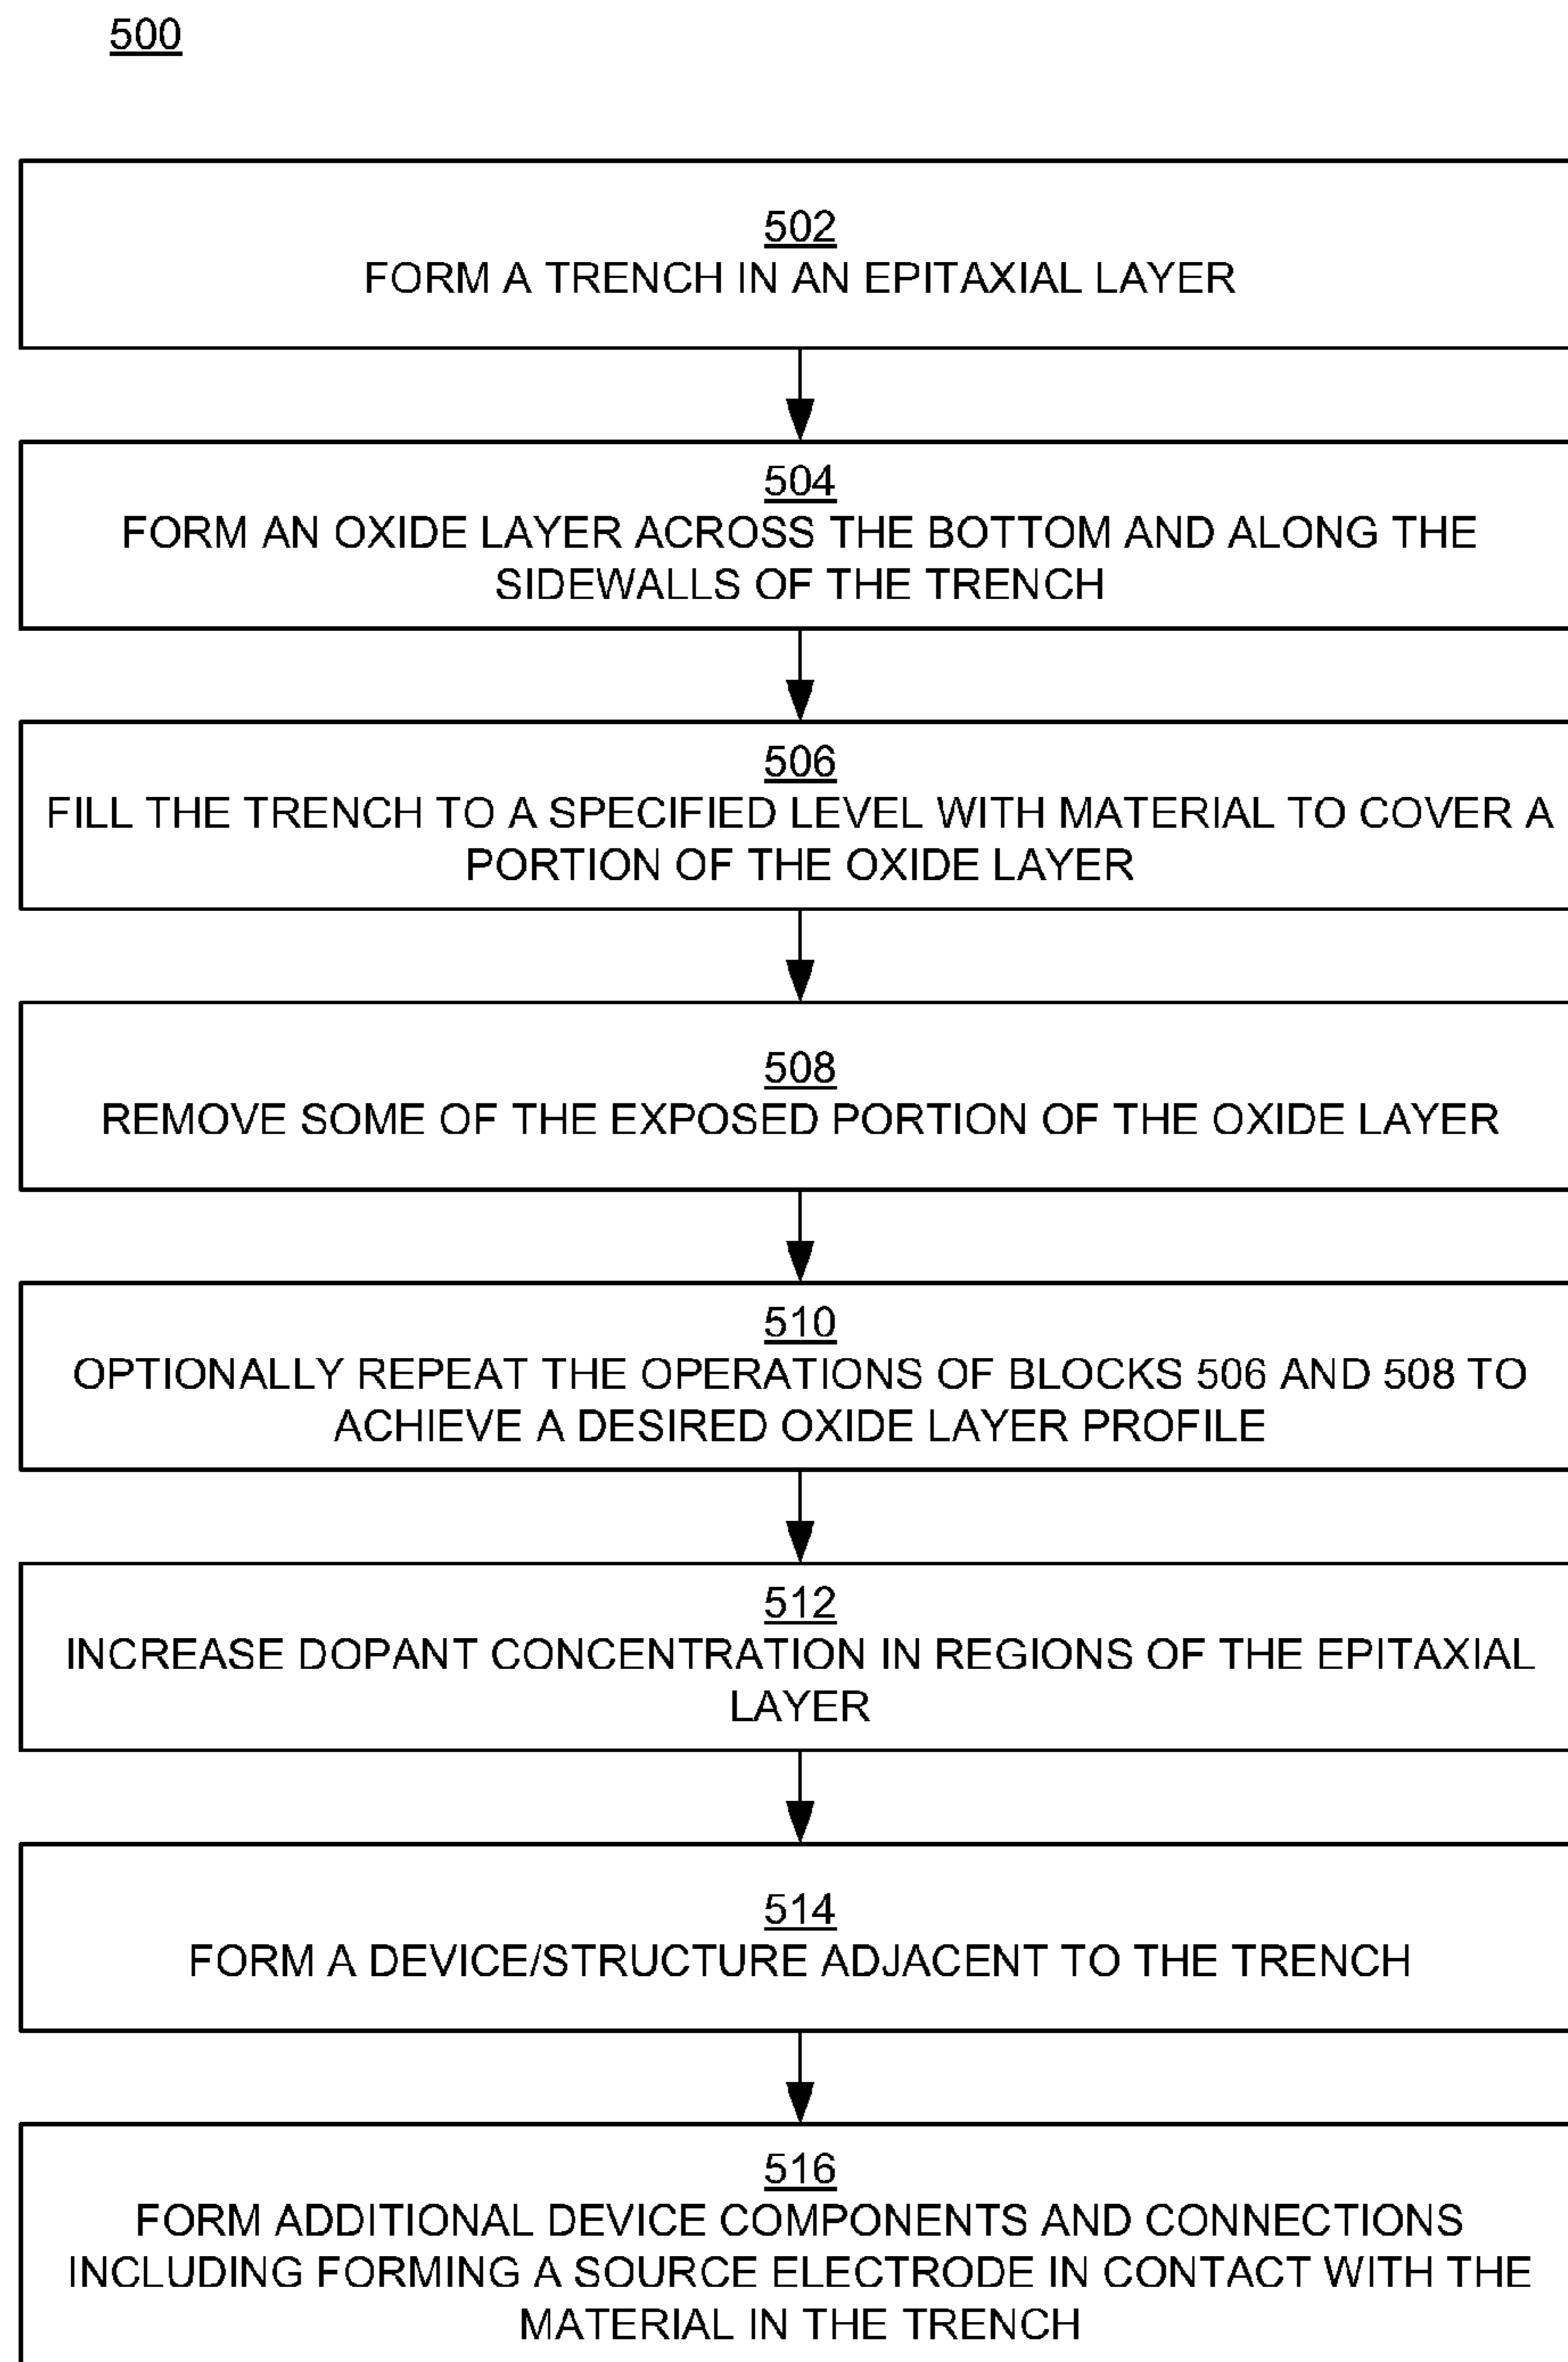 500
502
FORM A TRENCH IN AN EPITAXIAL LAYER
504
FORM AN OXIDE LAYER ACROSS THE BOTTOM AND ALONG THE
SIDEWALLS OF THE TRENCH
506
FILL THE TRENCH TO A SPECIFIED LEVEL WITH MATERIAL TO COVER A
PORTION OF THE OXIDE LAYER
508
REMOVE SOME OF THE EXPOSED PORTION OF THE OXIDE LAYER
510
OPTIONALLY REPEAT THE OPERATIONS OF BLOCKS 506 AND 508 TO
ACHIEVE A DESIRED OXIDE LAYER PROFILE
512
INCREASE DOPANT CONCENTRATION IN REGIONS OF THE EPITAXIAL
LAYER
514
FORM A DEVICE/STRUCTURE ADJACENT TO THE TRENCH
516
FORM ADDITIONAL DEVICE COMPONENTS AND CONNECTIONS
INCLUDING FORMING A SOURCE ELECTRODE IN CONTACT WITH THE
MATERIAL IN THE TRENCH